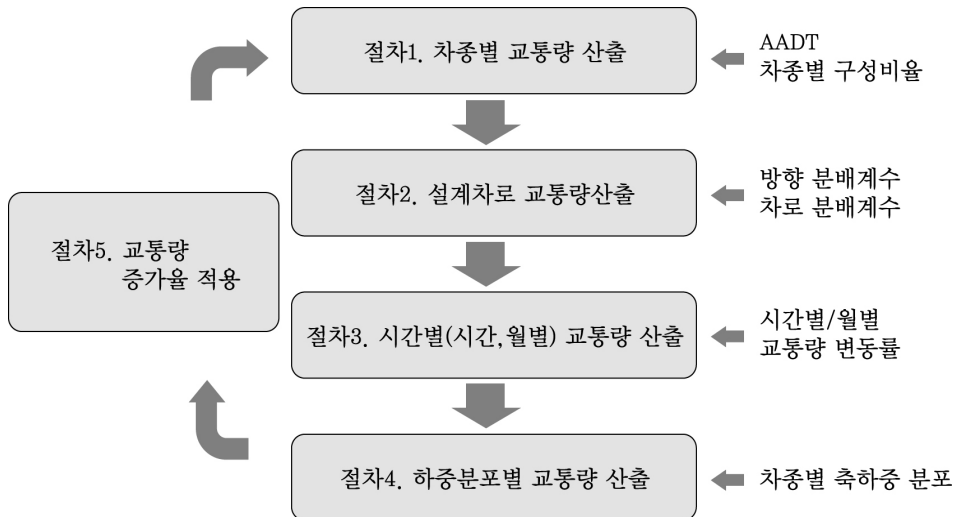 절차1. 차종별 교통량 산출
AADT
차종별 구성비율
절차2. 설계차로 교통량산출
방향 분배계수
차로 분배계수
절차5. 교통량
증가율 적용
절차3. 시간별(시간,월별) 교통량 산출
시간별/월별
교통량 변동률
절차4. 하중분포별 교통량 산출
차종별 축하중 분포